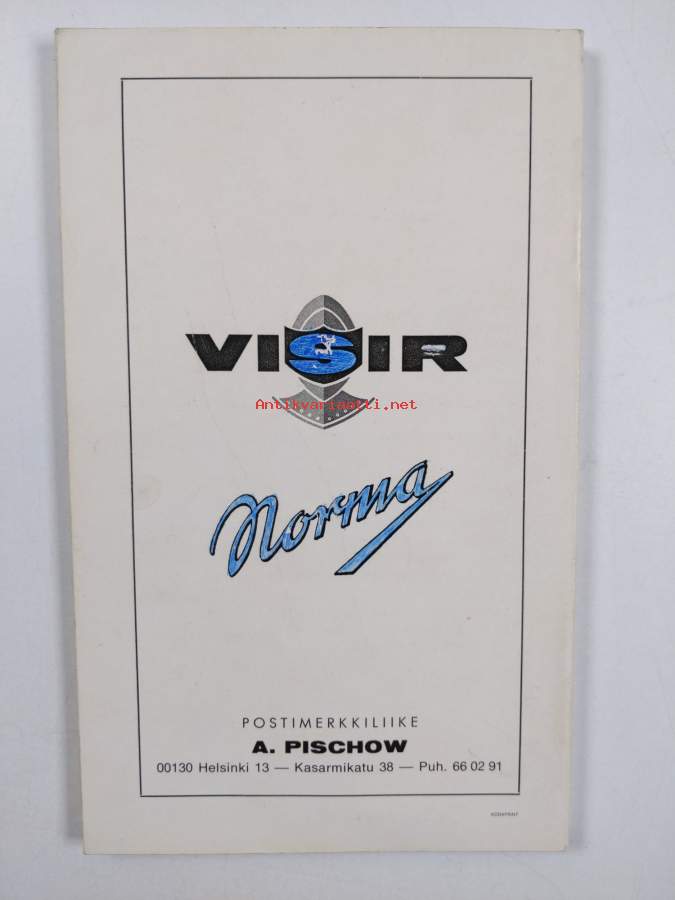 VISIR
Antikvariaatti.net
Norma
POSTIMERKKILIIKE
A. PISCHOW
00130 Helsinki 13 — Kasarmikatu 38 — Puh. 66 02 91